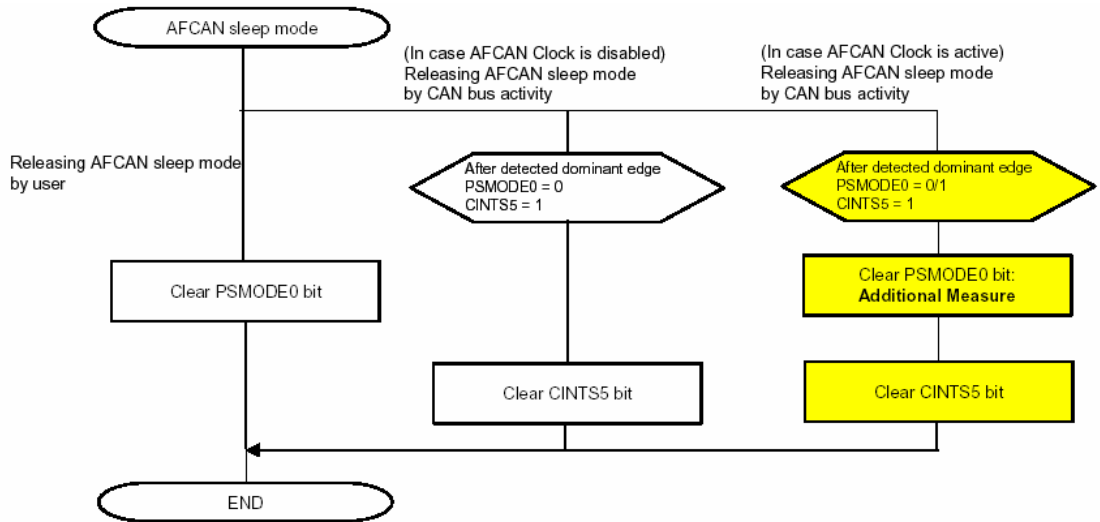 AFCAN sleep mode
(In case AFCAN Clock is disabled)
Releasing AFCAN sleep mode
by CAN bus activity
(In case AFCAN Clock is active)
Releasing AFCAN sleep mode
by CAN bus activity
Releasing AFCAN sleep mode
by user
After detected dominant edge
PSMODE0 = 0
CINTS5 = 1
After detected dominant edge
PSMODE0 = 0/1
CINTS5 = 1
Clear PSMODE0 bit
Clear PSMODE0 bit:
Additional Measure
Clear CINTS5 bit
Clear CINTS5 bit
END